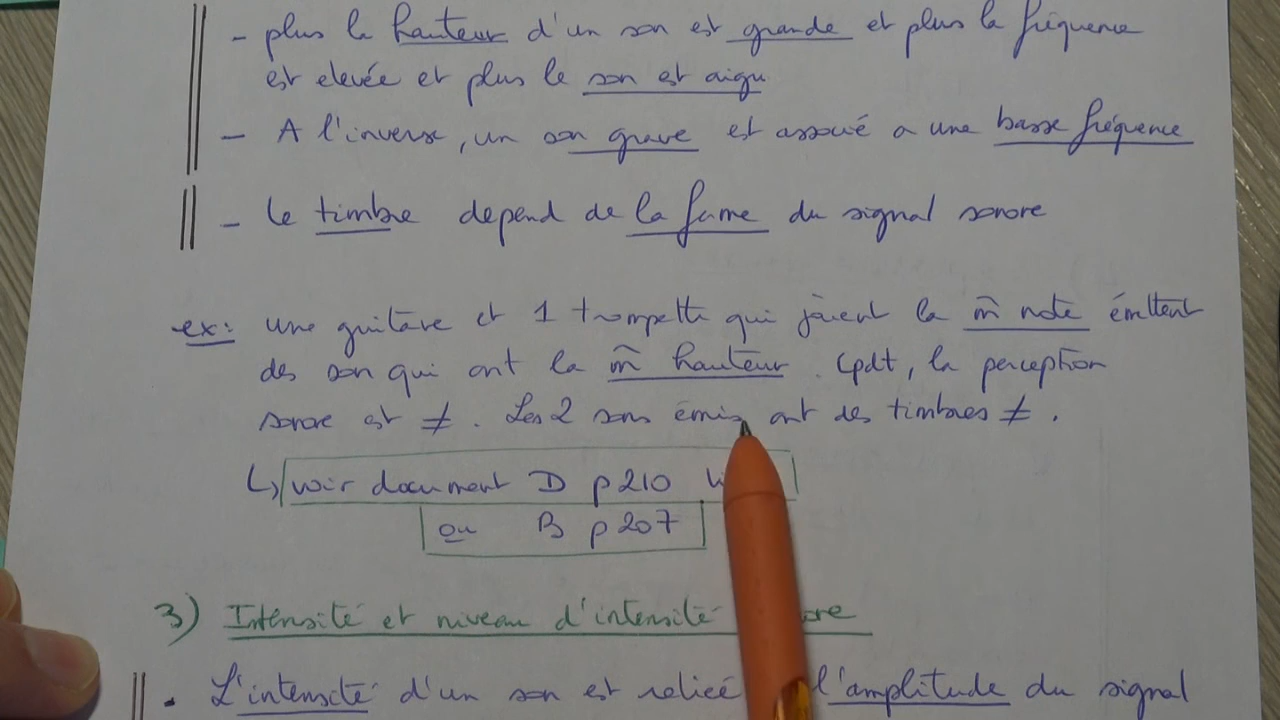 - plus la hauteur d'un son est grande et plus la fréquence
est elevée et plus le son est aigu
- A l'inverse, un son grave est associé a une basse fréquence
- le timbre depend de la forme du signal sonore
ex: une guitare et 1 trompette qui jouent la m̃ note émettent
des son qui ont la m̃ hauteur. Cpdt, la perception
sonore est ≠. Les 2 sons émis ont des timbres ≠.
↳ voir document D p 210
ou B p 207
3) Intensité et niveau d'intensité
• L'intensité d'un son est reliée l'amplitude du signal